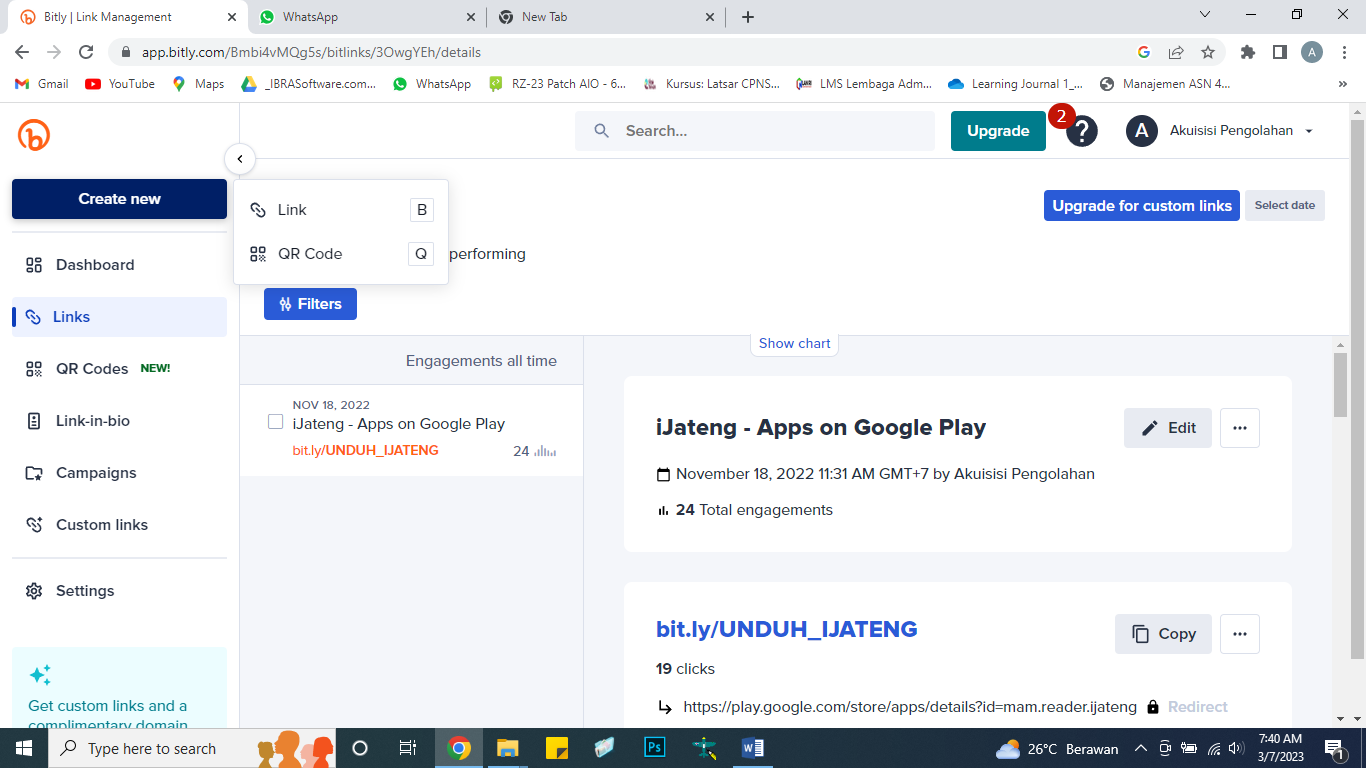 Bitly | Link Management
WhatsApp
New Tab
app.bitly.com/Bmbi4vMQg5s/bitlinks/3OwgYEh/details
A
Gmail
YouTube
Maps
_IBRASoftware.com...
WhatsApp
RZ-23 Patch AIO - 6...
Kursus: Latsar CPNS...
LMS Lembaga Adm...
Learning Journal 1_...
Manajemen ASN 4...
»
Search...
Upgrade
2
?
A
Akuisisi Pengolahan
Create new
Link B
QR Code Q
Upgrade for custom links
Select date
performing
Filters
Dashboard
Links
QR Codes NEW!
Link-in-bio
Campaigns
Custom links
Settings
Get custom links and a
complimentary domain
Engagements all time
NOV 18, 2022
iJateng - Apps on Google Play
bit.ly/UNDUH_IJATENG
24
Show chart
iJateng - Apps on Google Play
Edit
November 18, 2022 11:31 AM GMT+7 by Akuisisi Pengolahan
24 Total engagements
bit.ly/UNDUH_IJATENG
Copy
19 clicks
https://play.google.com/store/apps/details?id=mam.reader.ijateng
Redirect
Type here to search
Ps
W
26°C Berawan
7:40 AM
3/7/2023
1